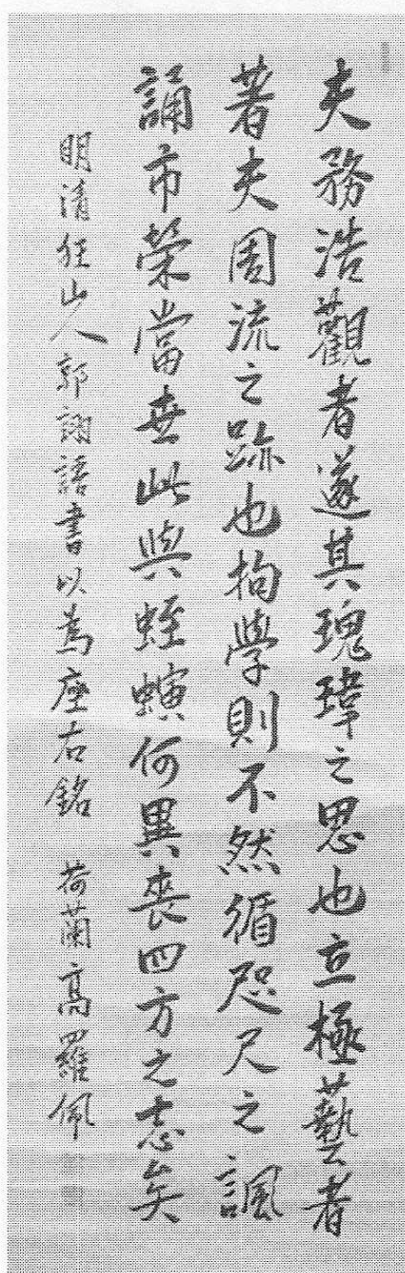 夫務浩觀者遂其瑰瑋之思也立極藝者
著夫周流之跡也拘學則不然循咫尺之諷
誦市榮當世此與蛭螾何異喪四方之志矣
明清狂山人郭詡語書以為座右銘 荷蘭高羅佩